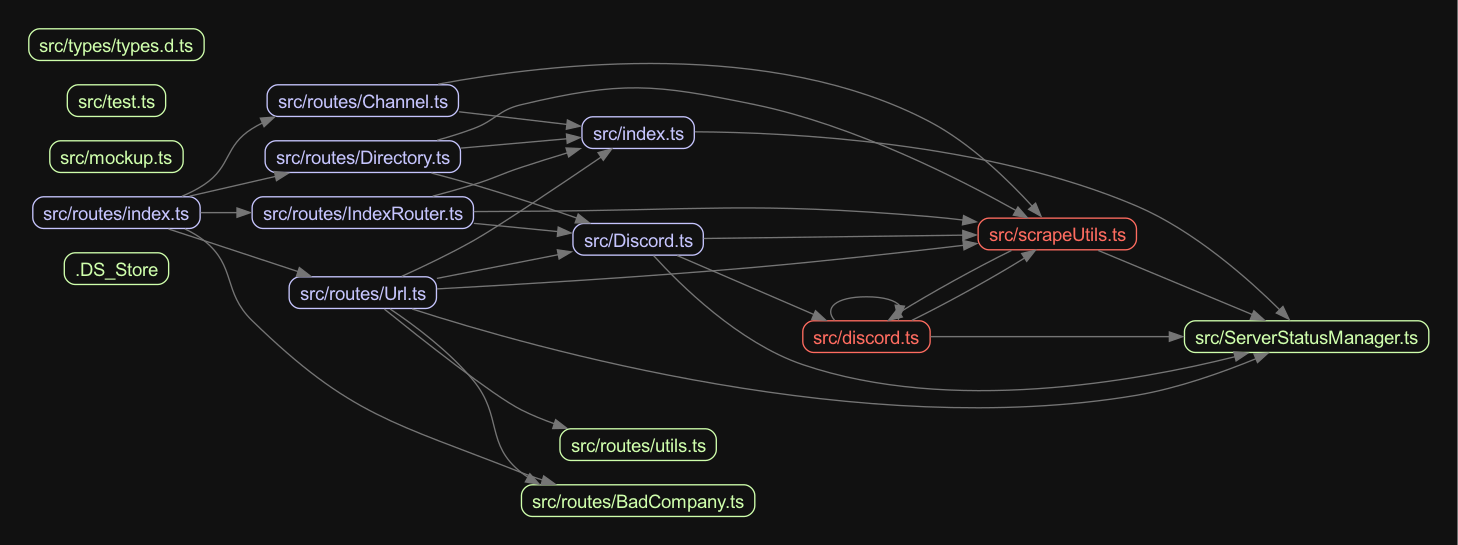 src/types/types.d.ts
src/test.ts
src/mockup.ts
src/routes/index.ts
.DS_Store
src/routes/Channel.ts
src/routes/Directory.ts
src/routes/IndexRouter.ts
src/routes/Url.ts
src/index.ts
src/Discord.ts
src/routes/utils.ts
src/routes/BadCompany.ts
src/scrapeUtils.ts
src/discord.ts
src/ServerStatusManager.ts